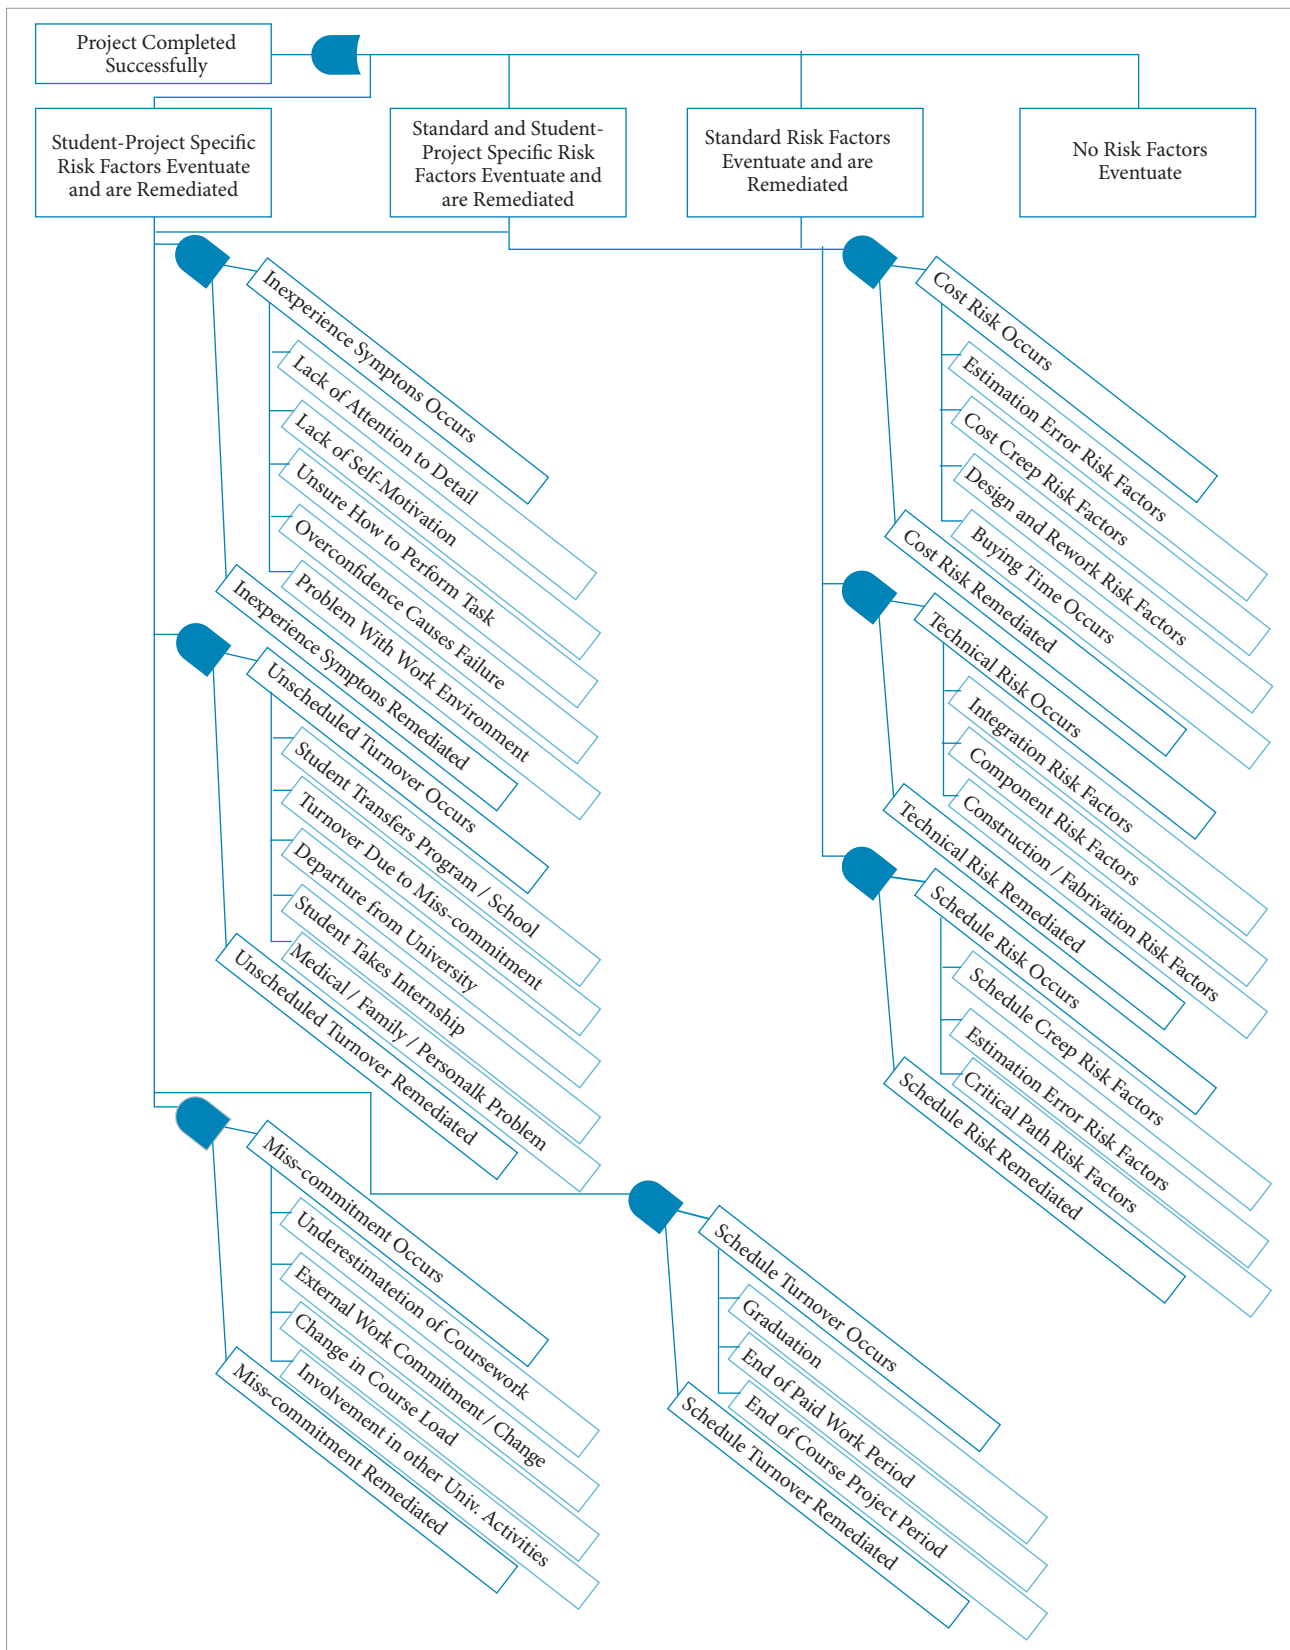 Project Completed
Successfully
Student-Project Specific
Risk Factors Eventuate
and are Remediated
Standard and Student-
Project Specific Risk
Factors Eventuate and
are Remediated
Standard Risk Factors
Eventuate and are
Remediated
No Risk Factors
Eventuate
Inexperience Symptons Occurs
Lack of Attention to Detail
Lack of Self-Motivation
Unsure How to Perform Task
Overconfidence Causes Failure
Problem With Work Environment
Inexperience Symptons Remediated
Unscheduled Turnover Occurs
Student Transfers Program / School
Turnover Due to Miss-commitment
Departure from University
Student Takes Internship
Medical / Family / Personalk Problem
Unscheduled Turnover Remediated
Miss-commitment Occurs
Underestimatetion of Coursework
External Work Commitment / Change
Change in Course Load
Involvement in other Univ. Activities
Miss-commitment Remediated
Schedule Turnover Occurs
Graduation
End of Paid Work Period
End of Course Project Period
Schedule Turnover Remediated
Cost Risk Occurs
Estimation Error Risk Factors
Cost Creep Risk Factors
Design and Rework Risk Factors
Buying Time Occurs
Cost Risk Remediated
Technical Risk Occurs
Integration Risk Factors
Component Risk Factors
Construction / Fabrivation Risk Factors
Technical Risk Remediated
Schedule Risk Occurs
Schedule Creep Risk Factors
Estimation Error Risk Factors
Critical Path Risk Factors
Schedule Risk Remediated